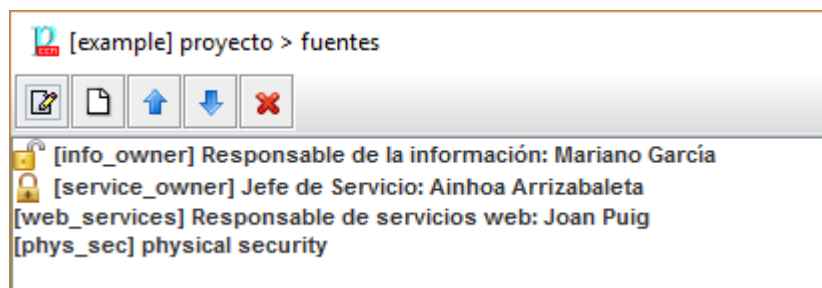 [example] proyecto > fuentes
[info_owner] Responsable de la información: Mariano García
[service_owner] Jefe de Servicio: Ainhoa Arrizabaleta
[web_services] Responsable de servicios web: Joan Puig
[phys_sec] physical security